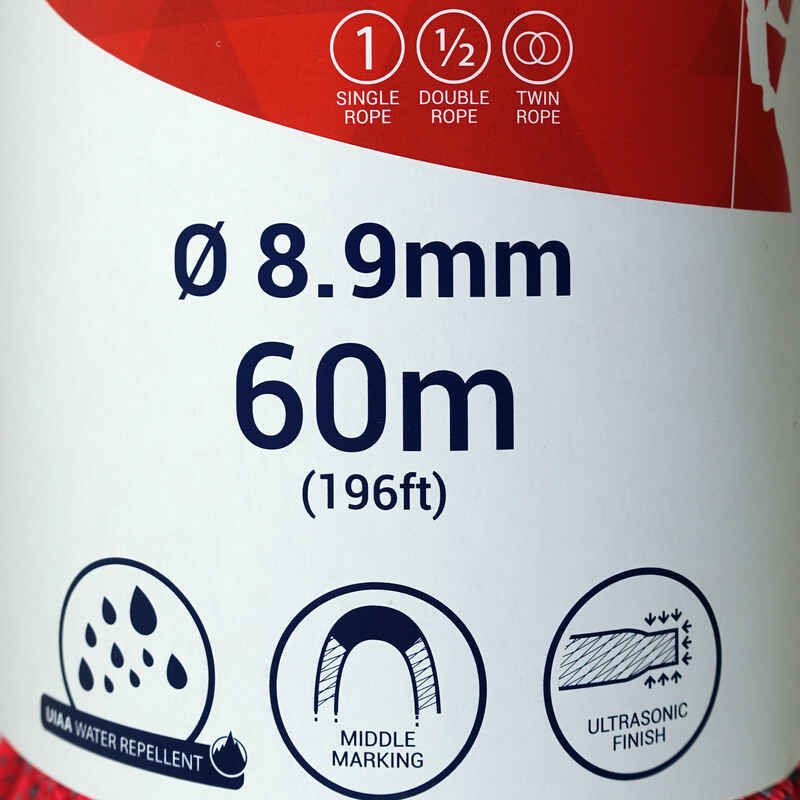 1 ½
SINGLE ROPE
DOUBLE ROPE
TWIN ROPE
Ø 8.9mm
60m
(196ft)
UIAA WATER REPELLENT
MIDDLE
MARKING
ULTRASONIC
FINISH